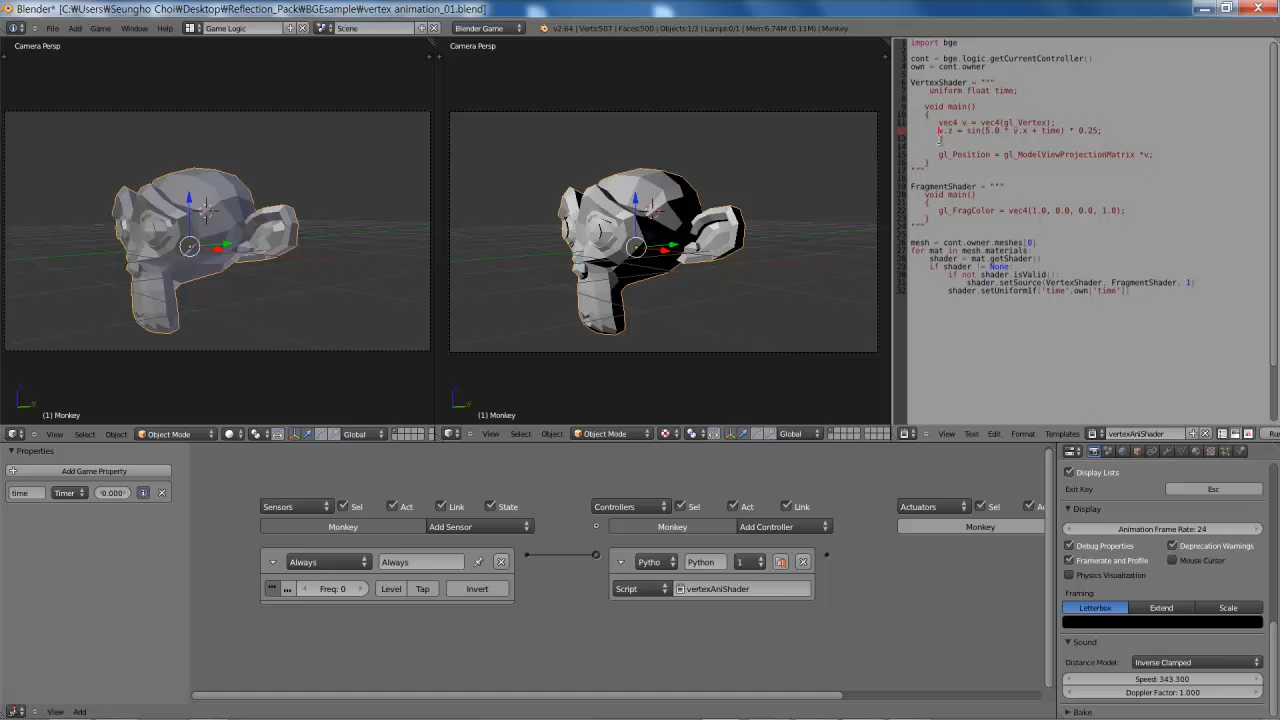 Blender* [C:₩Users₩Seungho Choi₩Desktop₩Reflection_Pack₩BGEsample₩vertex animation_01.blend]
File Add Game Window Help Game Logic Scene Blender Game v2.64 | Verts:507 | Faces:500 | Objects:1/3 | Lamps:0/1 | Mem:6.74M (0.11M) | Monkey
Camera Persp
(1) Monkey
View Select Object Object Mode Global
Camera Persp
(1) Monkey
View Select Object Object Mode Global
import bge
cont = bge.logic.getCurrentController()
own = cont.owner
VertexShader = """
uniform float time;
void main()
{
vec4 v = vec4(gl_Vertex);
v.z = sin(5.0 * v.x + time) * 0.25;
gl_Position = gl_ModelViewProjectionMatrix *v;
}
"""
FragmentShader = """
void main()
{
gl_FragColor = vec4(1.0, 0.0, 0.0, 1.0);
}
"""
mesh = cont.owner.meshes[0]
for mat in mesh.materials:
shader = mat.getShader()
if shader != None:
if not shader.isValid():
shader.setSource(VertexShader, FragmentShader, 1)
shader.setUniform1f('time',own['time'])
View Text Edit Format Templates vertexAniShader
Properties
Add Game Property
time Timer 0.000
Sensors Sel Act Link State
Monkey Add Sensor
Always Always
Freq: 0 Level Tap Invert
Controllers Sel Act Link
Monkey Add Controller
Pytho Python 1
Script vertexAniShader
Actuators Sel
Monkey
View Add
Display Lists
Exit Key Esc
Display
Animation Frame Rate: 24
Debug Properties Deprecation Warnings
Framerate and Profile Mouse Cursor
Physics Visualization
Framing:
Letterbox Extend Scale
Sound
Distance Model: Inverse Clamped
Speed: 343.300
Doppler Factor: 1.000
Bake